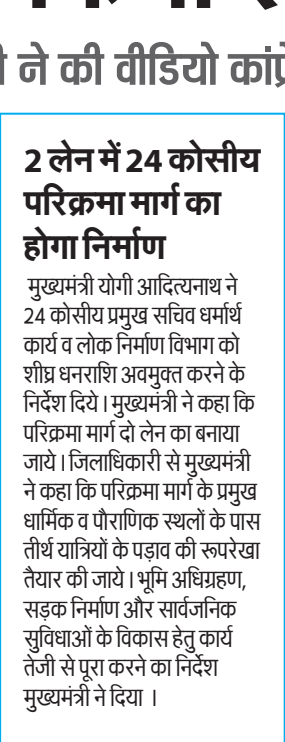 ने की वीडियो कांफ्रे
2 लेन में 24 कोसीय
परिक्रमा मार्ग का
होगा निर्माण
मुख्यमंत्री योगी आदित्यनाथ ने
24 कोसीय प्रमुख सचिव धर्मार्थ
कार्य व लोक निर्माण विभाग को
शीघ्र धनराशि अवमुक्त करने के
निर्देश दिये । मुख्यमंत्री ने कहा कि
परिक्रमा मार्ग दो लेन का बनाया
जाये । जिलाधिकारी से मुख्यमंत्री
ने कहा कि परिक्रमा मार्ग के प्रमुख
धार्मिक व पौराणिक स्थलों के पास
तीर्थ यात्रियों के पड़ाव की रूपरेखा
तैयार की जाये । भूमि अधिग्रहण,
सड़क निर्माण और सार्वजनिक
सुविधाओं के विकास हेतु कार्य
तेजी से पूरा करने का निर्देश
मुख्यमंत्री ने दिया ।